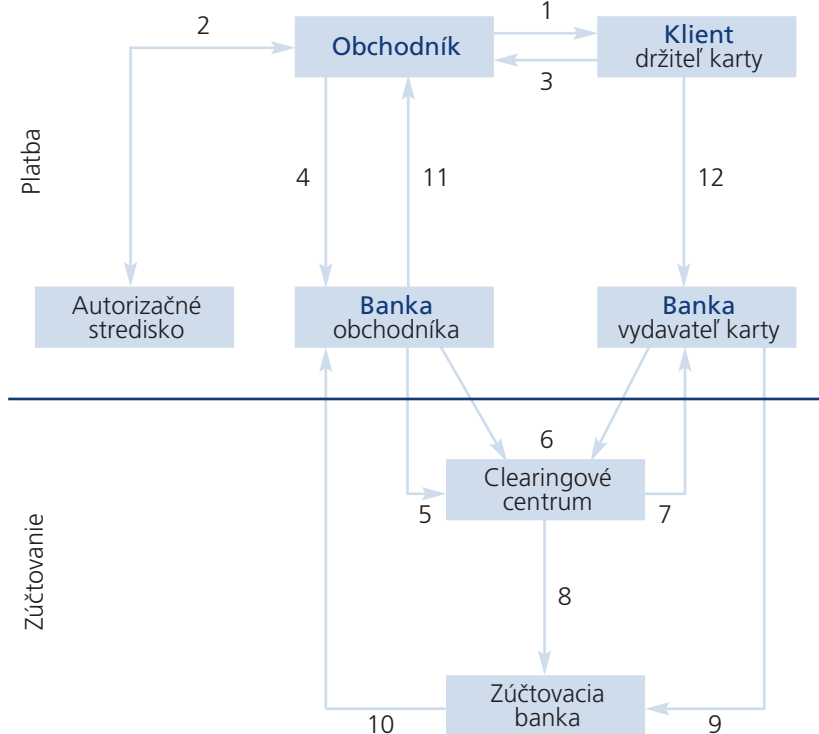 2
1
Obchodník
Klient
držiteľ karty
3
Platba
4
11
12
Autorizačné
stredisko
Banka
obchodníka
Banka
vydavateľ karty
6
Clearingové
centrum
5
7
Zúčtovanie
8
Zúčtovacia
banka
10
9